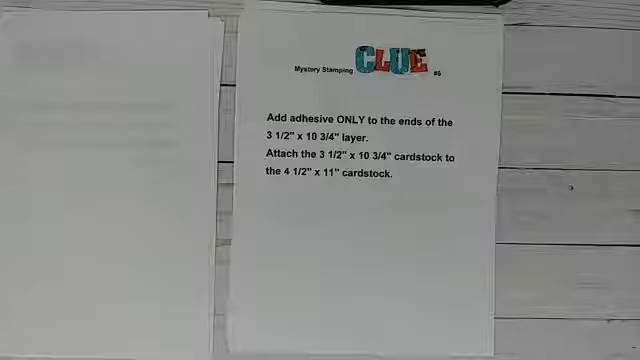 Mystery Stamping CLUE #6
Add adhesive ONLY to the ends of the
3 1/2" x 10 3/4" layer.
Attach the 3 1/2" x 10 3/4" cardstock to
the 4 1/2" x 11" cardstock.